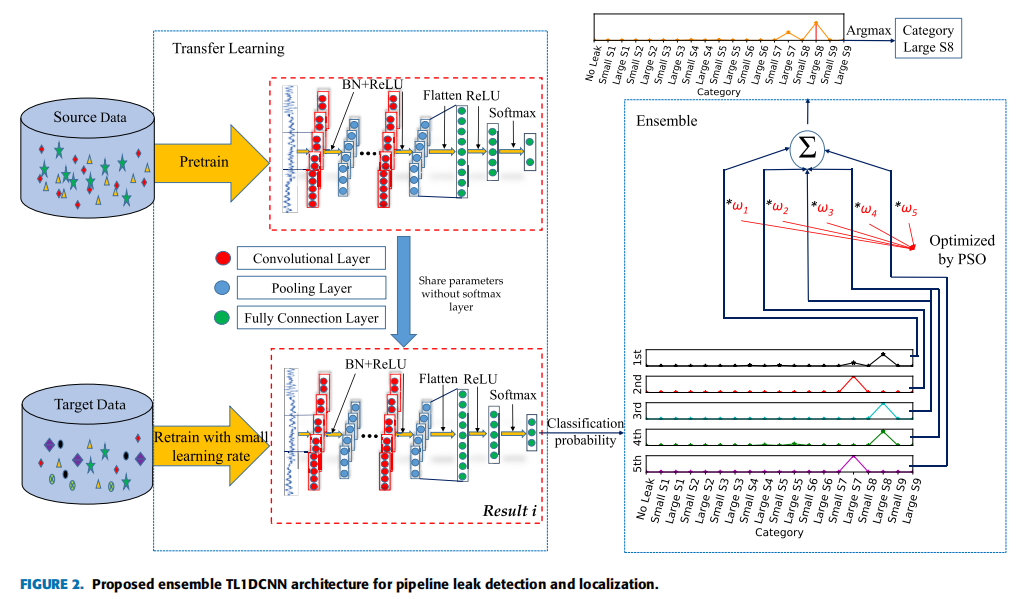 No Leak
Small S1
Large S1
Small S2
Large S2
Small S3
Large S3
Small S4
Large S4
Small S5
Large S5
Small S6
Large S6
Small S7
Large S7
Small S8
Large S8
Small S9
Large S9
Category
Argmax
Category
Large S8
Transfer Learning
Source Data
Pretrain
BN+ReLU
Flatten ReLU
Softmax
Convolutional Layer
Pooling Layer
Fully Connection Layer
Share parameters
without softmax
layer
Target Data
Retrain with small
learning rate
BN+ReLU
Flatten ReLU
Softmax
Result i
Classification
probability
Ensemble
Σ
*ω1
*ω2
*ω3
*ω4
*ω5
Optimized
by PSO
1st
2nd
3rd
4th
5th
No Leak
Small S1
Large S1
Small S2
Large S2
Small S3
Large S3
Small S4
Large S4
Small S5
Large S5
Small S6
Large S6
Small S7
Large S7
Small S8
Large S8
Small S9
Large S9
Category
FIGURE 2. Proposed ensemble TL1DCNN architecture for pipeline leak detection and localization.